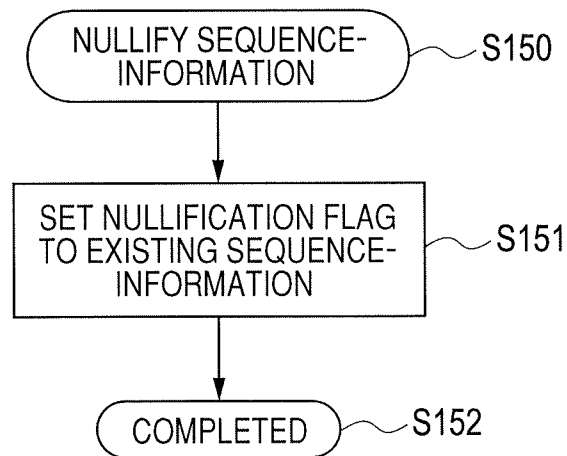 NULLIFY SEQUENCE-
INFORMATION
S150
SET NULLIFICATION FLAG
TO EXISTING SEQUENCE-
INFORMATION
S151
COMPLETED
S152